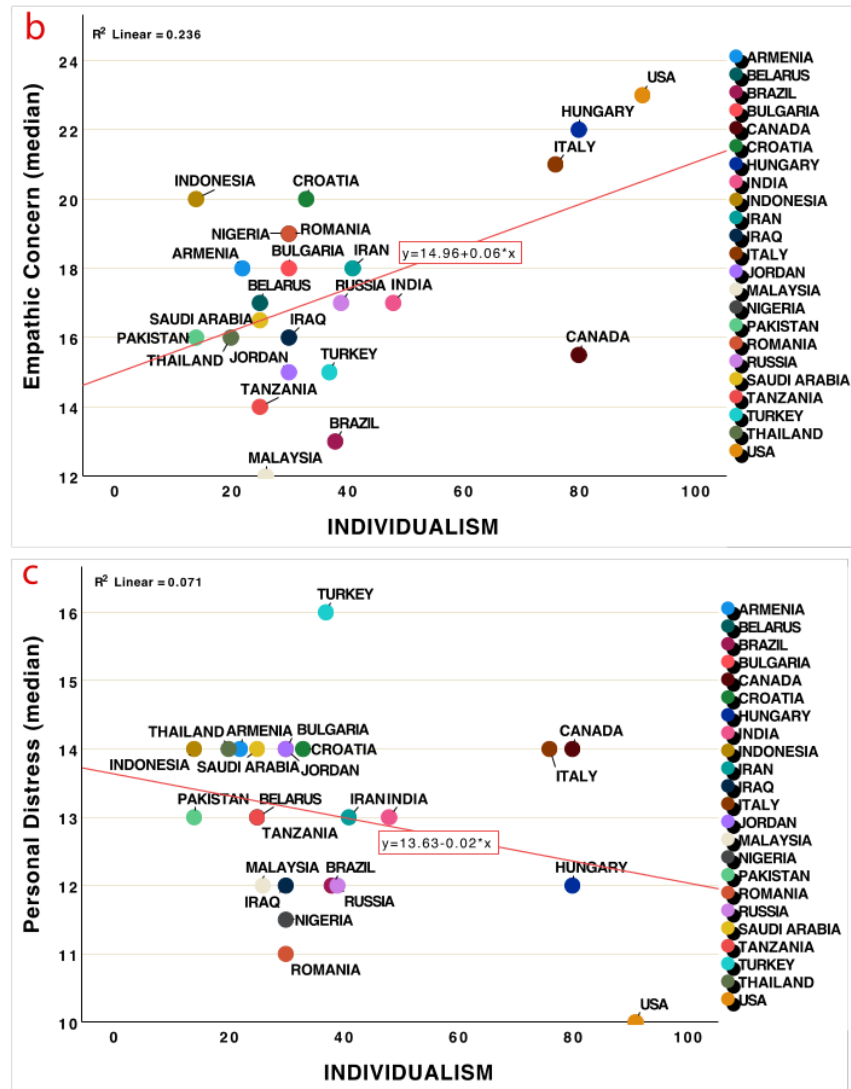 b
R² Linear = 0.236
Empathic Concern (median)
24
22
20
18
16
14
12
USA
HUNGARY
ITALY
INDONESIA
CROATIA
NIGERIA
ROMANIA
ARMENIA
BULGARIA
IRAN
y=14.96+0.06*x
BELARUS
RUSSIA
INDIA
SAUDI ARABIA
IRAQ
PAKISTAN
CANADA
THAILAND
JORDAN
TURKEY
TANZANIA
BRAZIL
MALAYSIA
0 20 40 60 80 100
INDIVIDUALISM
ARMENIA
BELARUS
BRAZIL
BULGARIA
CANADA
CROATIA
HUNGARY
INDIA
INDONESIA
IRAN
IRAQ
ITALY
JORDAN
MALAYSIA
NIGERIA
PAKISTAN
ROMANIA
RUSSIA
SAUDI ARABIA
TANZANIA
TURKEY
THAILAND
USA
c
R² Linear = 0.071
Personal Distress (median)
16
15
14
13
12
11
10
TURKEY
THAILAND
ARMENIA
BULGARIA
CANADA
CROATIA
INDONESIA
SAUDI ARABIA
JORDAN
ITALY
PAKISTAN
BELARUS
IRAN
INDIA
TANZANIA
y=13.63-0.02*x
MALAYSIA
BRAZIL
HUNGARY
IRAQ
RUSSIA
NIGERIA
ROMANIA
USA
0 20 40 60 80 100
INDIVIDUALISM
ARMENIA
BELARUS
BRAZIL
BULGARIA
CANADA
CROATIA
HUNGARY
INDIA
INDONESIA
IRAN
IRAQ
ITALY
JORDAN
MALAYSIA
NIGERIA
PAKISTAN
ROMANIA
RUSSIA
SAUDI ARABIA
TANZANIA
TURKEY
THAILAND
USA